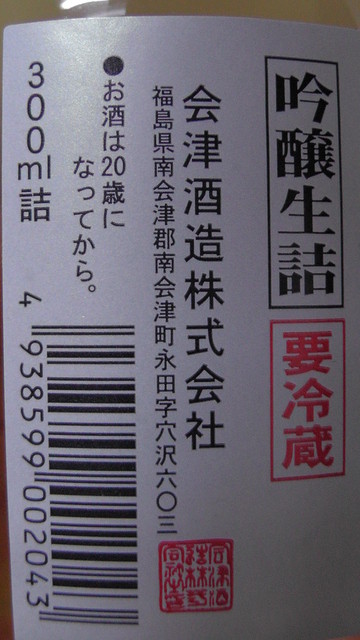 吟醸生詰
要冷蔵
会津酒造株式会社
福島県南会津郡南会津町永田字穴沢六〇三
●お酒は20歳に
なってから。
300ml詰
4 938599 002043